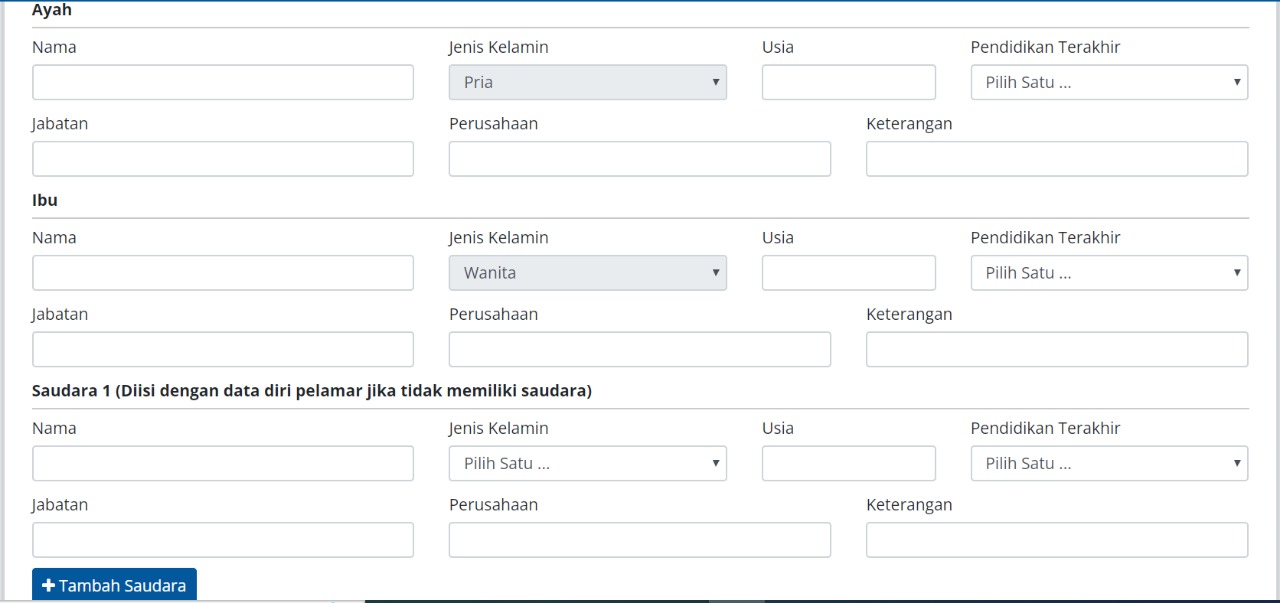 Ayah
Nama Jenis Kelamin Usia Pendidikan Terakhir
Pria Pilih Satu ...
Jabatan Perusahaan Keterangan
Ibu
Nama Jenis Kelamin Usia Pendidikan Terakhir
Wanita Pilih Satu ...
Jabatan Perusahaan Keterangan
Saudara 1 (Diisi dengan data diri pelamar jika tidak memiliki saudara)
Nama Jenis Kelamin Usia Pendidikan Terakhir
Pilih Satu ... Pilih Satu ...
Jabatan Perusahaan Keterangan
+ Tambah Saudara